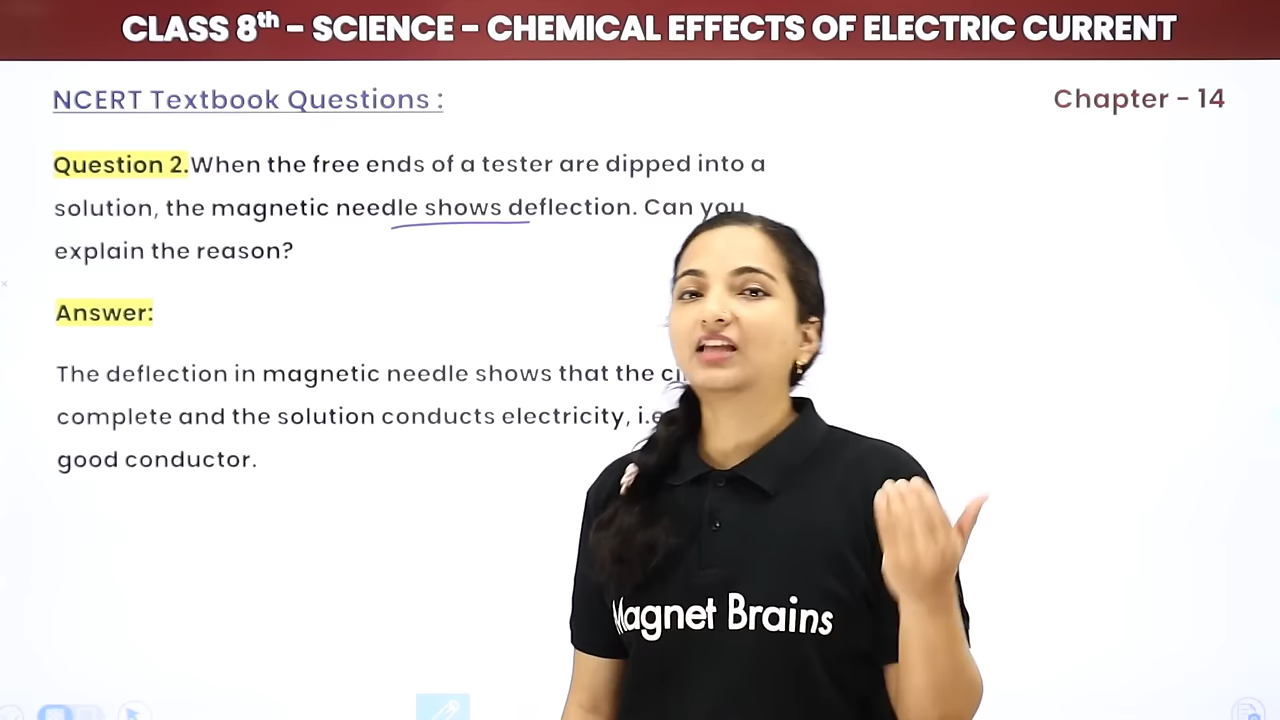 CLASS 8th - SCIENCE - CHEMICAL EFFECTS OF ELECTRIC CURRENT
NCERT Textbook Questions :
Chapter - 14
Question 2.When the free ends of a tester are dipped into a
solution, the magnetic needle shows deflection. Can you
explain the reason?
Answer:
The deflection in magnetic needle shows that the
complete and the solution conducts electricity,
good conductor.
Magnet Brains